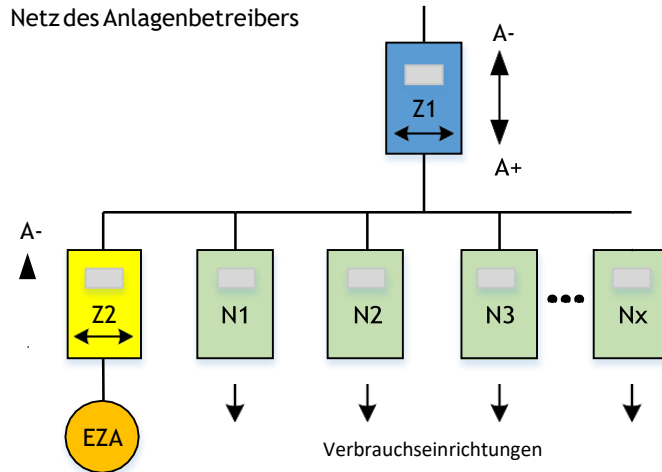 Netz des Anlagenbetreibers
A-
Z1
A+
A-
Z2
N1
N2
N3
•••
Nx
EZA
Verbrauchseinrichtungen